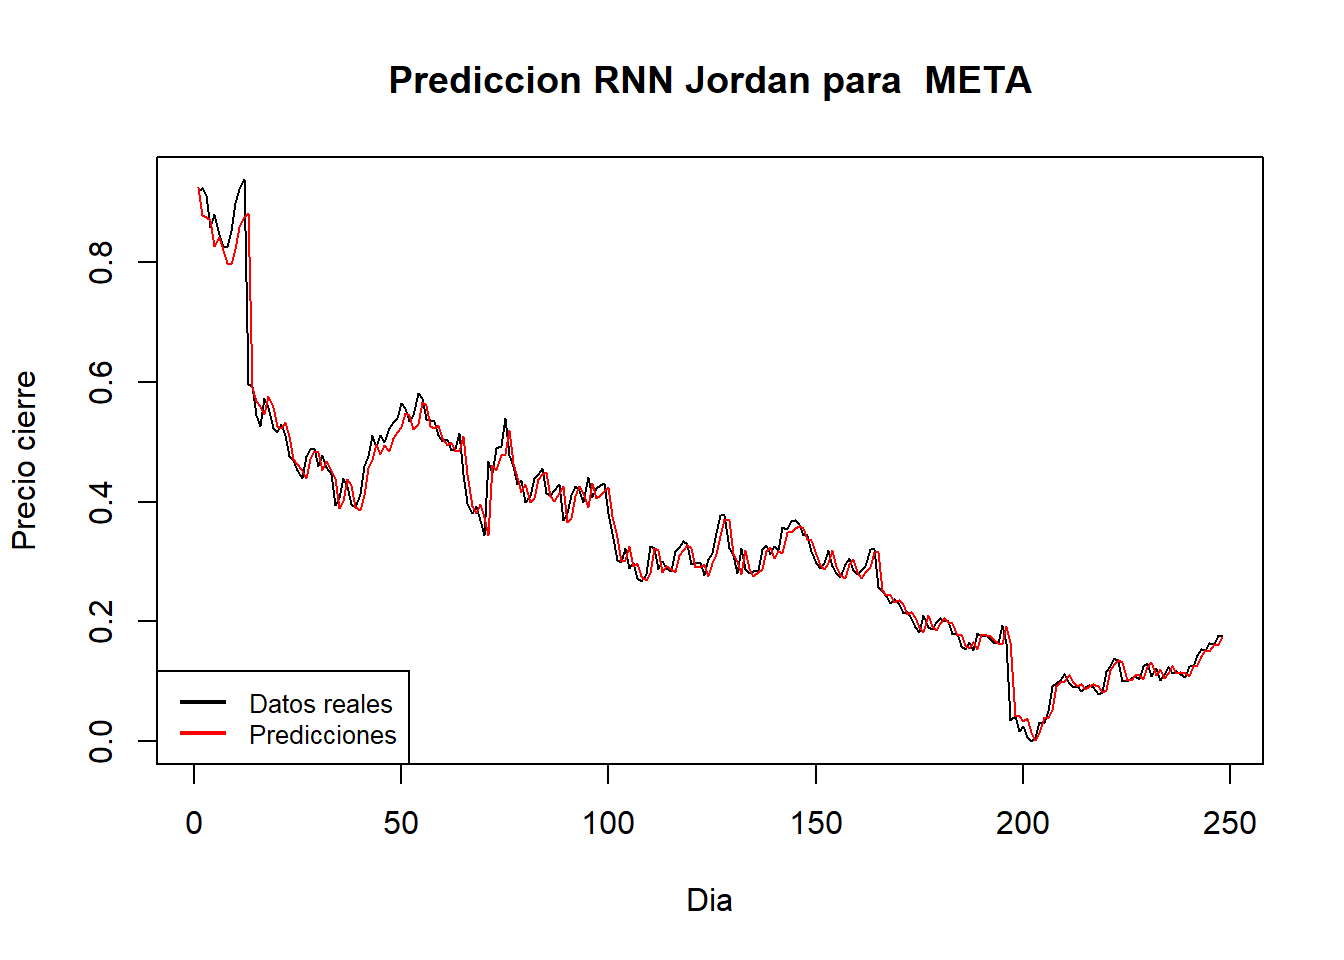 Prediccion RNN Jordan para  META
Precio cierre
0.8
0.6
0.4
0.2
0.0
Datos reales
Predicciones
0 50 100 150 200 250
Dia